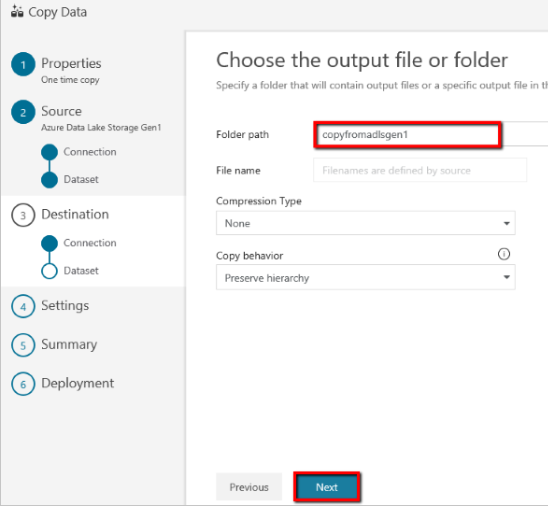 Copy Data
1 Properties
One time copy
2 Source
Azure Data Lake Storage Gen1
Connection
Dataset
3 Destination
Connection
Dataset
4 Settings
5 Summary
6 Deployment
Choose the output file or folder
Specify a folder that will contain output files or a specific output file in th
Folder path copyfromadlsgen1
File name Filenames are defined by source
Compression Type
None
Copy behavior
Preserve hierarchy
Previous Next